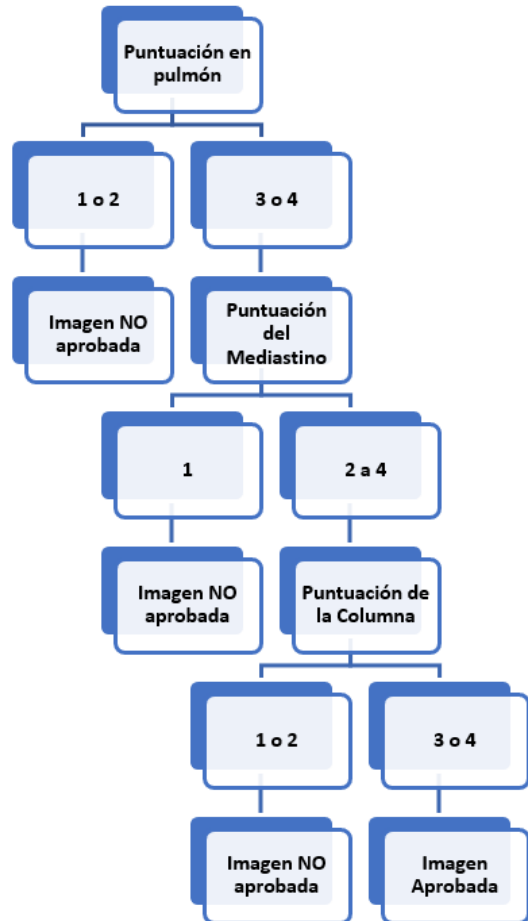 Puntuación en
pulmón
1 o 2
3 o 4
Imagen NO
aprobada
Puntuación
del
Mediastino
1
2 a 4
Imagen NO
aprobada
Puntuación de
la Columna
1 o 2
3 o 4
Imagen NO
aprobada
Imagen
Aprobada